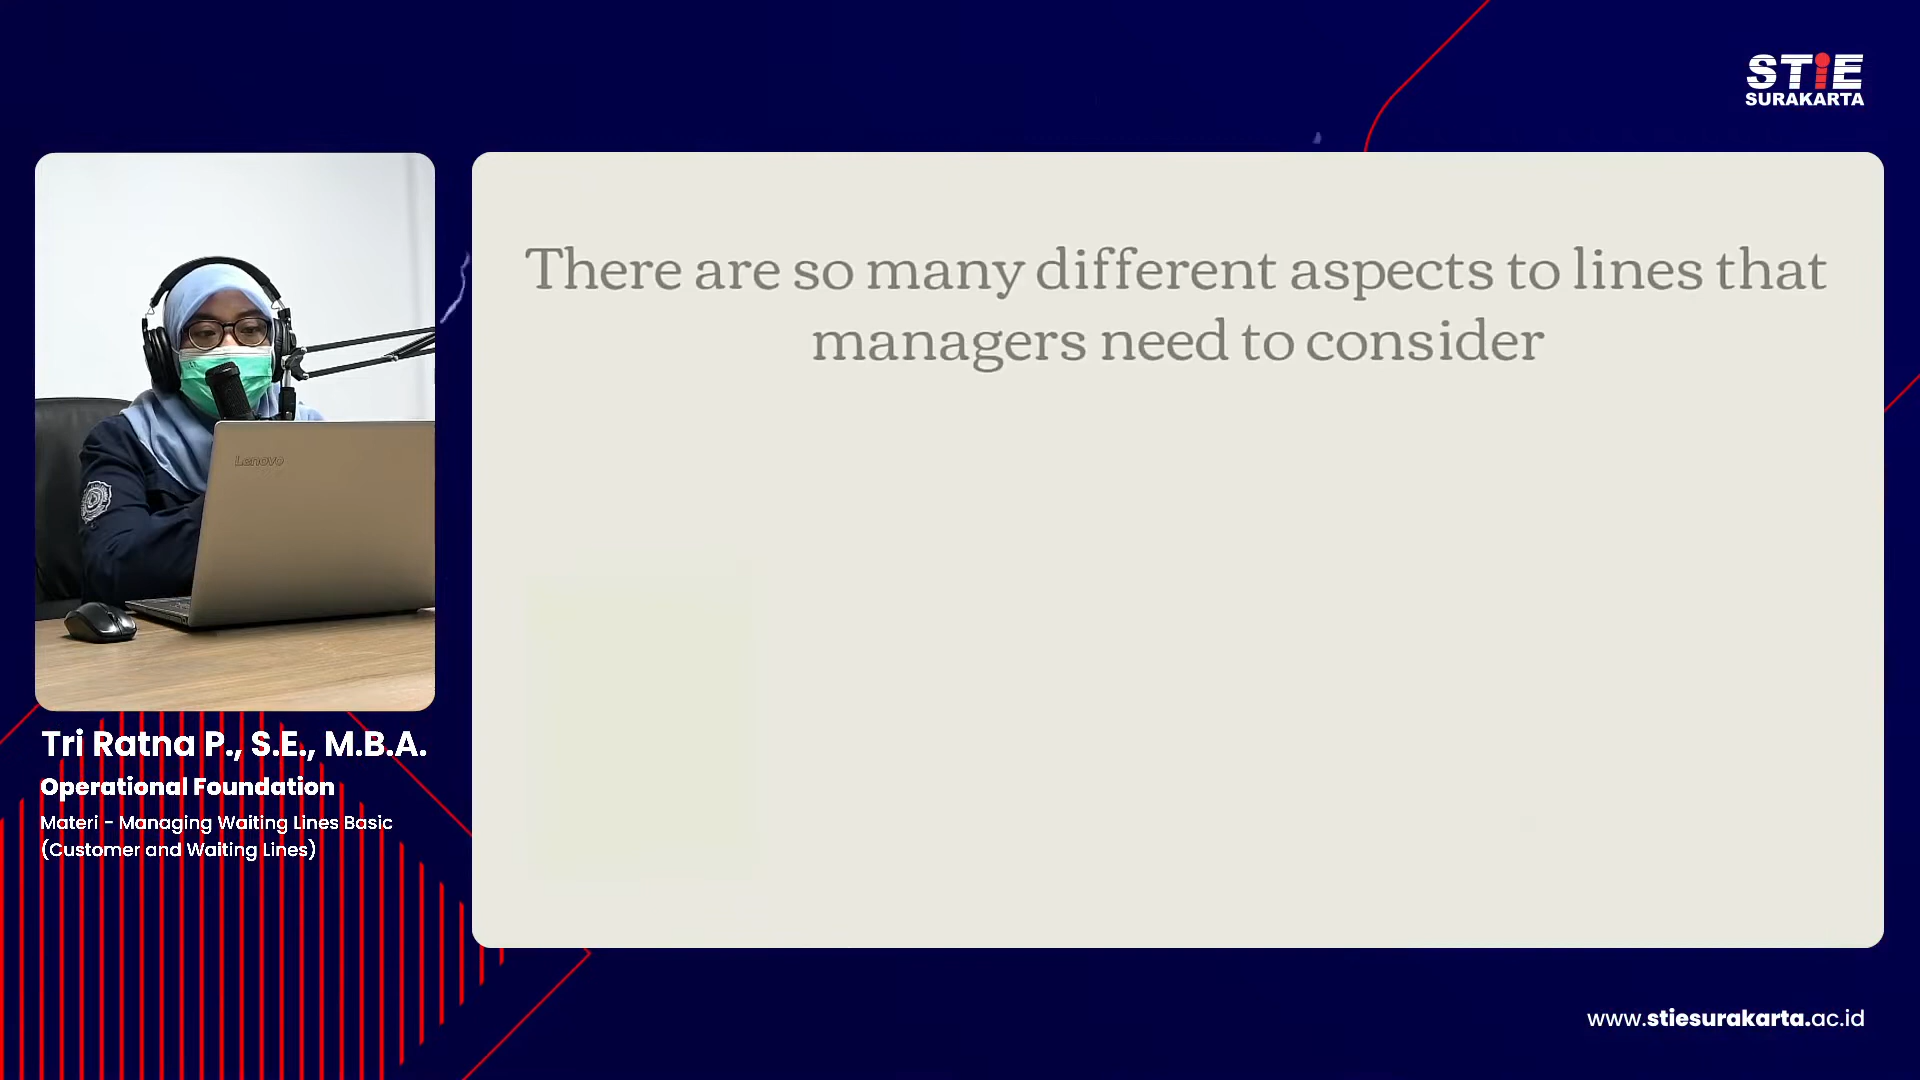 STiE
SURAKARTA
There are so many different aspects to lines that
managers need to consider
Lenovo
Tri Ratna P., S.E., M.B.A.
Operational Foundation
Materi - Managing Waiting Lines Basic
(Customer and Waiting Lines)
www.stiesurakarta.ac.id